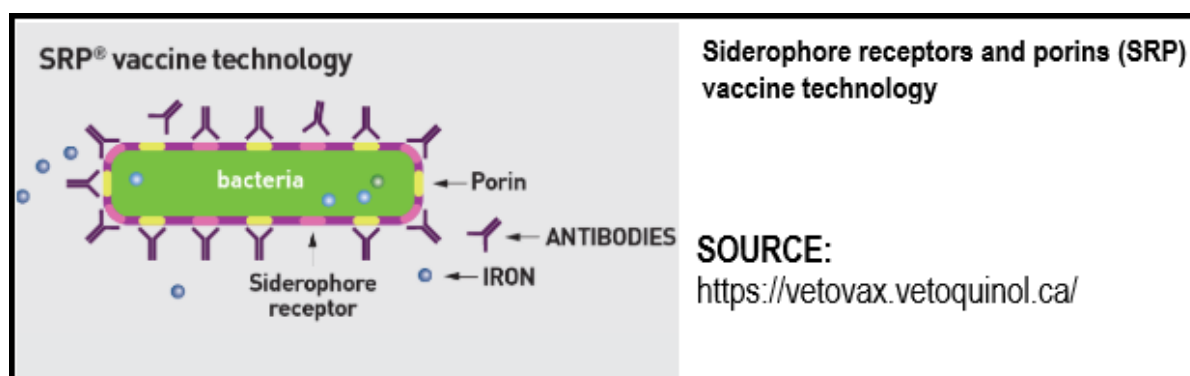 SRP® vaccine technology
bacteria
Porin
ANTIBODIES
IRON
Siderophore
receptor
Siderophore receptors and porins (SRP)
vaccine technology
SOURCE:
https://vetovax.vetoquinol.ca/